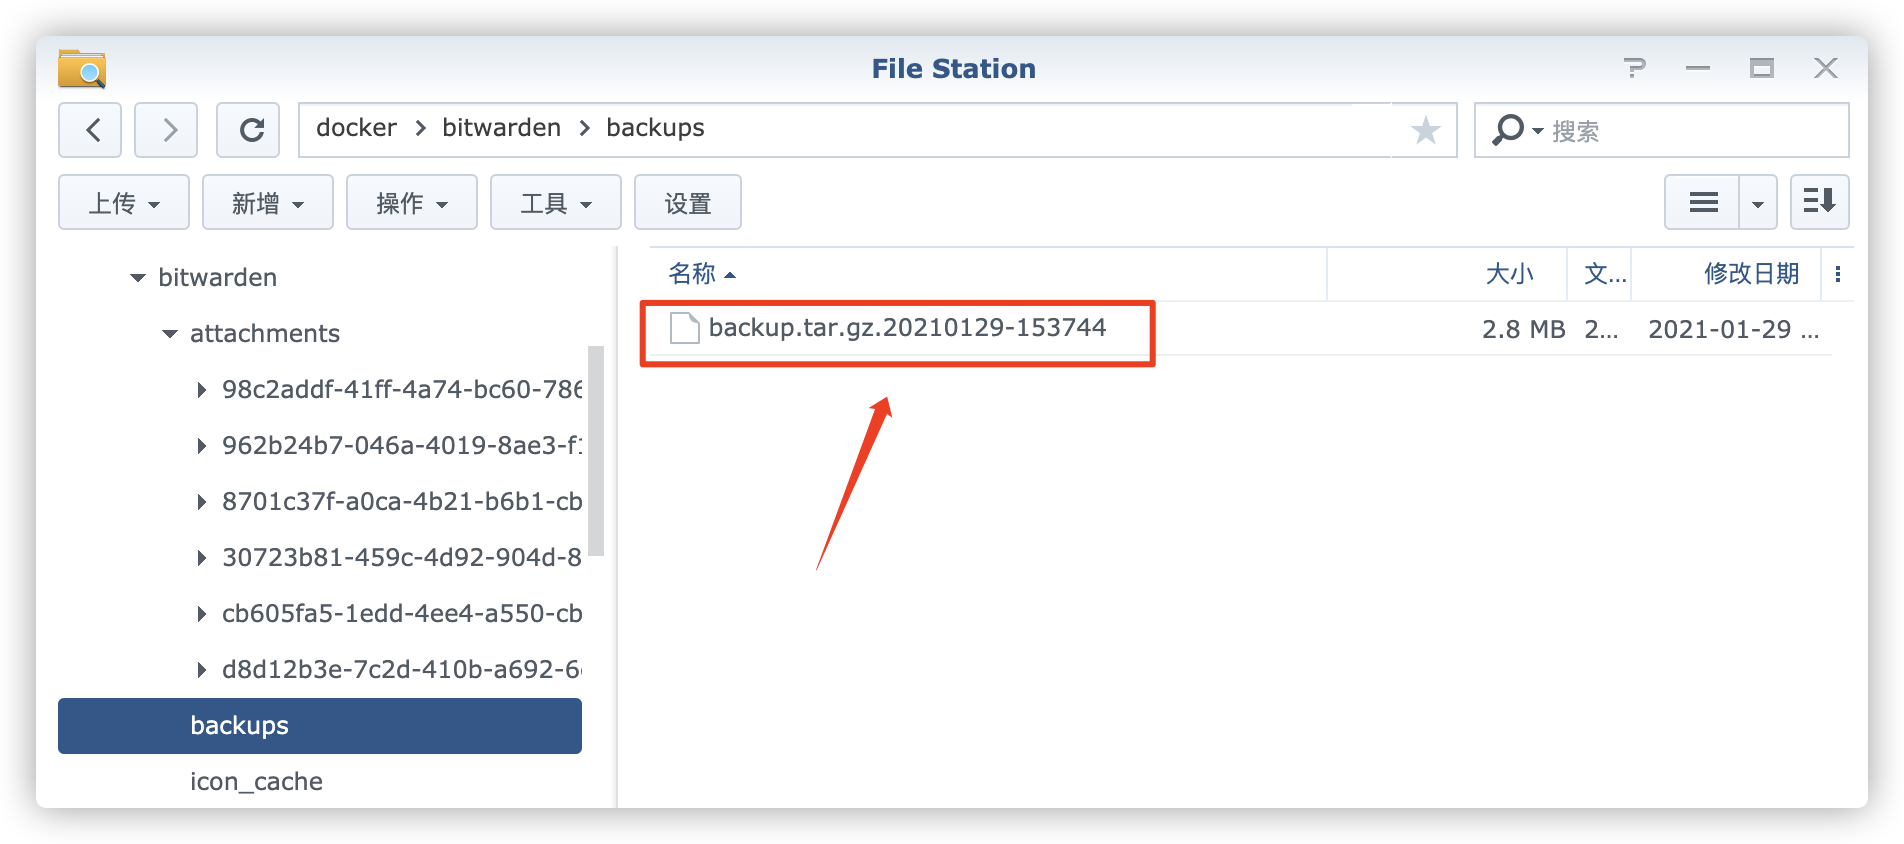 File Station
docker > bitwarden > backups
搜索
上传 新增 操作 工具 设置
bitwarden
attachments
98c2addf-41ff-4a74-bc60-786
962b24b7-046a-4019-8ae3-f1
8701c37f-a0ca-4b21-b6b1-cb
30723b81-459c-4d92-904d-8
cb605fa5-1edd-4ee4-a550-cb
d8d12b3e-7c2d-410b-a692-6
backups
icon_cache
名称 大小 文... 修改日期
backup.tar.gz.20210129-153744 2.8 MB 2... 2021-01-29 ...